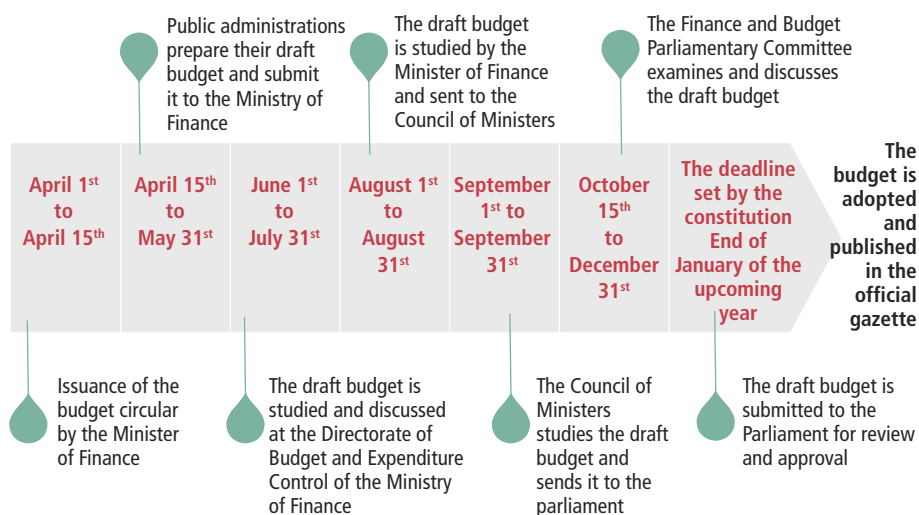 Public administrations
prepare their draft
budget and submit
it to the Ministry of
Finance
The draft budget
is studied by the
Minister of Finance
and sent to the
Council of Ministers
The Finance and Budget
Parliamentary Committee
examines and discusses
the draft budget
April 1st
to
April 15th
April 15th
to
May 31st
June 1st
to
July 31st
August 1st
to
August
31st
September
1st to
September
31st
October
15th
to
December
31st
The deadline
set by the
constitution
End of
January of the
upcoming
year
The
budget is
adopted
and
published
in the
official
gazette
Issuance of the
budget circular
by the Minister
of Finance
The draft budget is
studied and discussed
at the Directorate of
Budget and Expenditure
Control of the Ministry
of Finance
The Council of
Ministers
studies the draft
budget and
sends it to the
parliament
The draft budget is
submitted to the
Parliament for review
and approval